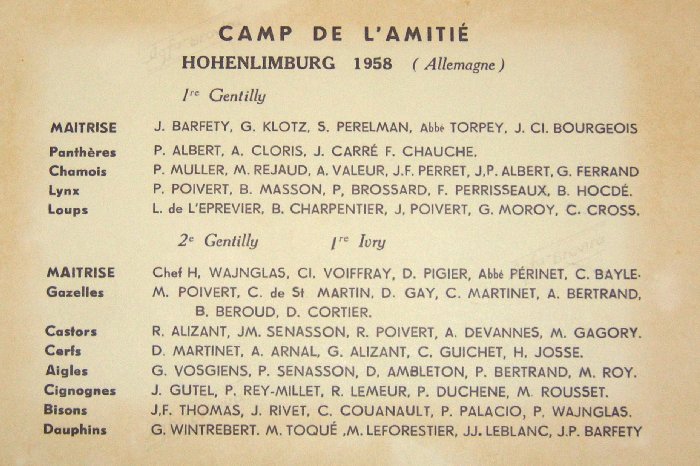 CAMP DE L'AMITIÉ
HOHENLIMBURG 1958 (Allemagne)
1re Gentilly
MAITRISE J. BARFETY, G. KLOTZ, S. PERELMAN, Abbé TORPEY, J. Cl. BOURGEOIS
Panthères P. ALBERT, A. CLORIS, J. CARRÉ F. CHAUCHE.
Chamois P. MULLER, M. REJAUD, A. VALEUR, J.F. PERRET, J.P. ALBERT, G. FERRAND
Lynx P. POIVERT, B. MASSON, P, BROSSARD, F. PERRISSEAUX, B. HOCDÉ.
Loups L. de L'EPREVIER, B. CHARPENTIER, J, POIVERT, G. MOROY, C. CROSS.
2e Gentilly 1re Ivry
MAITRISE Chef H, WAJNGLAS, Cl. VOIFFRAY, D. PIGIER, Abbé PÉRINET, C. BAYLE.
Gazelles M. POIVERT, C. de St MARTIN, D. GAY, C. MARTINET, A. BERTRAND,
B. BEROUD, D. CORTIER.
Castors R. ALIZANT, JM. SENASSON, R. POIVERT, A. DEVANNES, M. GAGORY.
Cerfs D. MARTINET, A. ARNAL, G. ALIZANT, C. GUICHET, H. JOSSE.
Aigles G. VOSGIENS, P. SENASSON, D, AMBLETON, P. BERTRAND, M. ROY.
Cignognes J. GUTEL, P. REY-MILLET, R. LEMEUR, P. DUCHENE, M. ROUSSET.
Bisons J.F. THOMAS, J. RIVET, C. COUANAULT, P. PALACIO, P, WAJNGLAS.
Dauphins G. WINTREBERT. M. TOQUÉ ,M. LEFORESTIER, JJ. LEBLANC, J.P. BARFETY